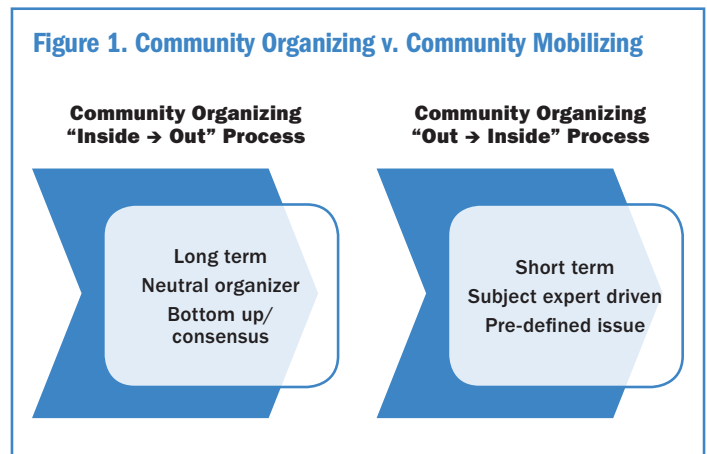 Figure 1. Community Organizing v. Community Mobilizing
Community Organizing
“Inside → Out” Process
Long term
Neutral organizer
Bottom up/
consensus
Community Organizing
“Out → Inside” Process
Short term
Subject expert driven
Pre-defined issue